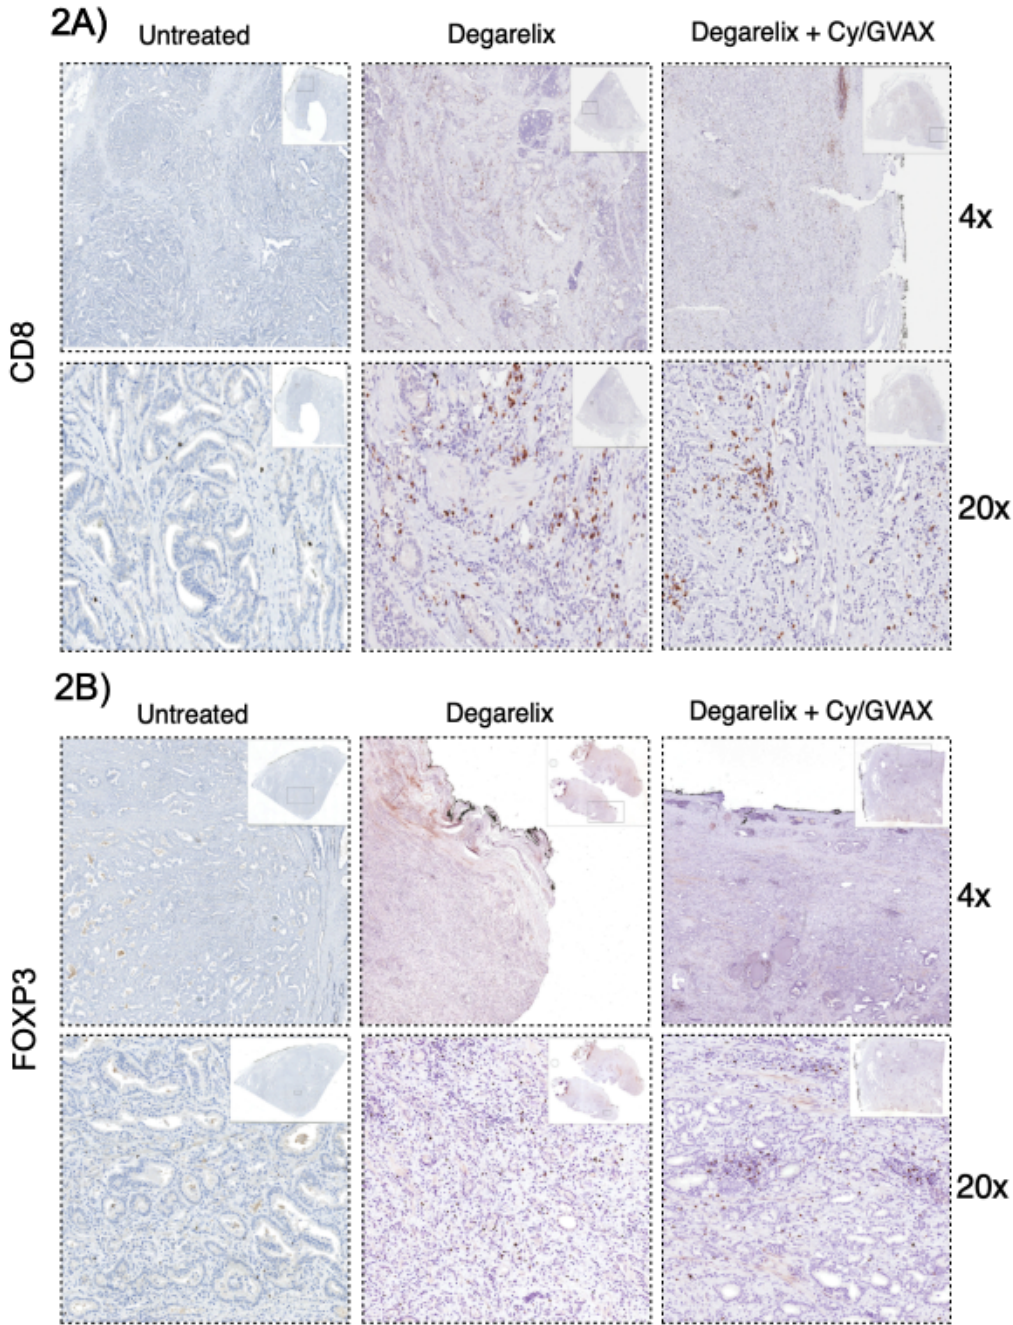 2A)
Untreated
Degarelix
Degarelix + Cy/GVAX
CD8
4x
20x
2B)
Untreated
Degarelix
Degarelix + Cy/GVAX
FOXP3
4x
20x